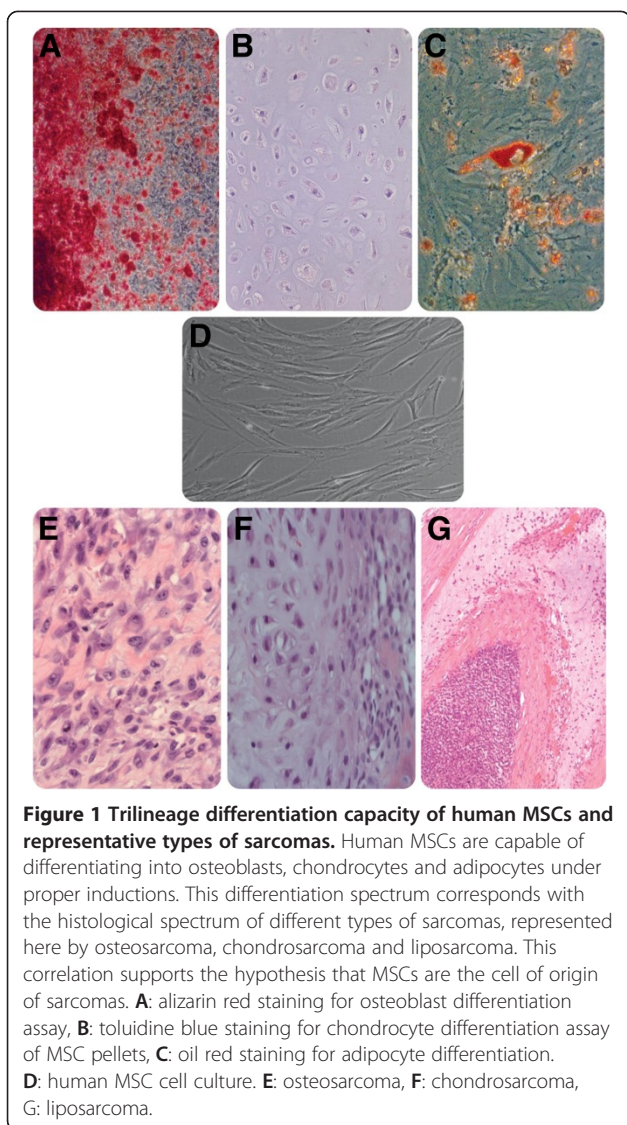 A
B
C
D
E
F
G
Figure 1 Trilineage differentiation capacity of human MSCs and
representative types of sarcomas. Human MSCs are capable of
differentiating into osteoblasts, chondrocytes and adipocytes under
proper inductions. This differentiation spectrum corresponds with
the histological spectrum of different types of sarcomas, represented
here by osteosarcoma, chondrosarcoma and liposarcoma. This
correlation supports the hypothesis that MSCs are the cell of origin
of sarcomas. A: alizarin red staining for osteoblast differentiation
assay, B: toluidine blue staining for chondrocyte differentiation assay
of MSC pellets, C: oil red staining for adipocyte differentiation.
D: human MSC cell culture. E: osteosarcoma, F: chondrosarcoma,
G: liposarcoma.